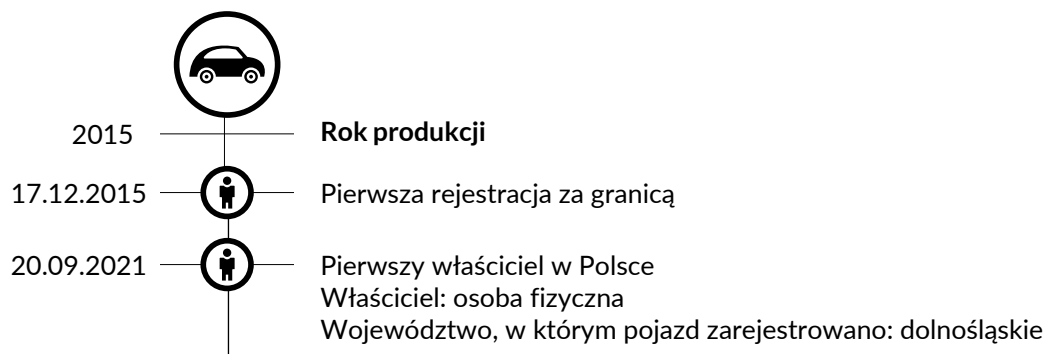 2015 Rok produkcji
17.12.2015 Pierwsza rejestracja za granicą
20.09.2021 Pierwszy właściciel w Polsce
Właściciel: osoba fizyczna
Województwo, w którym pojazd zarejestrowano: dolnośląskie